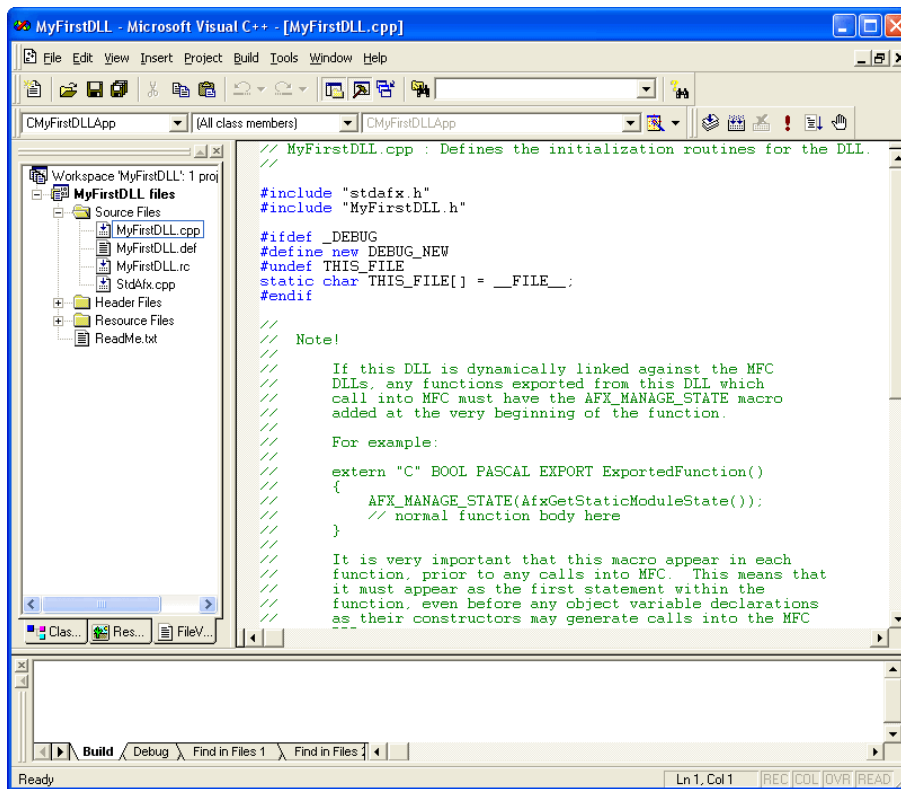 MyFirstDLL - Microsoft Visual C++ - [MyFirstDLL.cpp]
File Edit View Insert Project Build Tools Window Help
CMyFirstDLLApp (All class members) CMyFirstDLLApp
Workspace 'MyFirstDLL': 1 proj
MyFirstDLL files
Source Files
MyFirstDLL.cpp
MyFirstDLL.def
MyFirstDLL.rc
StdAfx.cpp
Header Files
Resource Files
ReadMe.txt
Clas... Res... FileV...
// MyFirstDLL.cpp : Defines the initialization routines for the DLL.
//
#include "stdafx.h"
#include "MyFirstDLL.h"
#ifdef _DEBUG
#define new DEBUG_NEW
#undef THIS_FILE
static char THIS_FILE[] = __FILE__;
#endif
//
// Note!
//
// If this DLL is dynamically linked against the MFC
// DLLs, any functions exported from this DLL which
// call into MFC must have the AFX_MANAGE_STATE macro
// added at the very beginning of the function.
//
// For example:
//
// extern "C" BOOL PASCAL EXPORT ExportedFunction()
// {
// AFX_MANAGE_STATE(AfxGetStaticModuleState());
// // normal function body here
// }
//
// It is very important that this macro appear in each
// function, prior to any calls into MFC. This means that
// it must appear as the first statement within the
// function, even before any object variable declarations
// as their constructors may generate calls into the MFC
Build Debug Find in Files 1 Find in Files
Ready Ln 1, Col 1 REC COL OVR READ